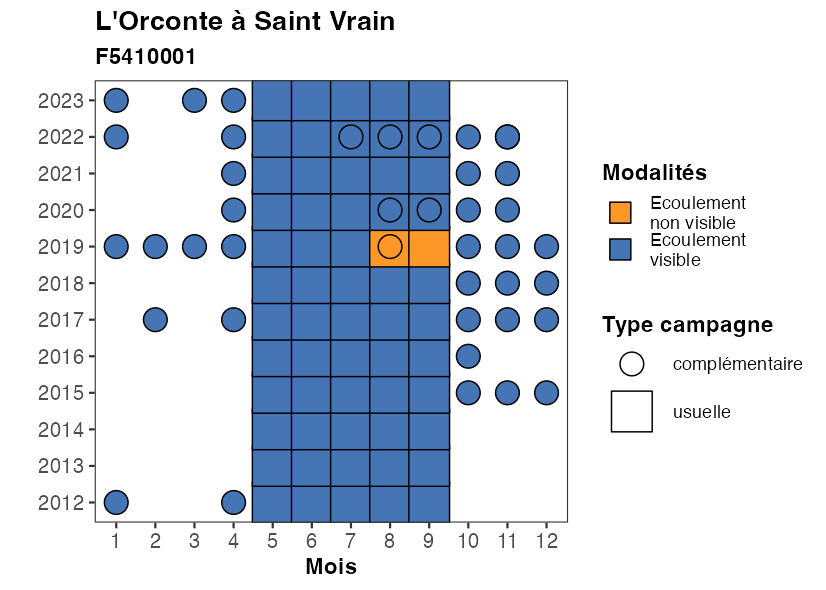 L'Orconte à Saint Vrain
F5410001
2023
2022
2021
2020
2019
2018
2017
2016
2015
2014
2013
2012
1 2 3 4 5 6 7 8 9 10 11 12
Mois
Modalités
Ecoulement
non visible
Ecoulement
visible
Type campagne
complémentaire
usuelle